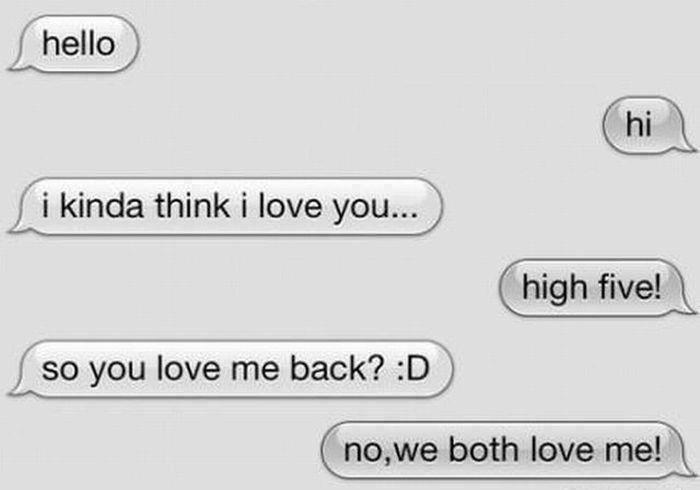 hello
hi
i kinda think i love you...
high five!
so you love me back? :D
no,we both love me!